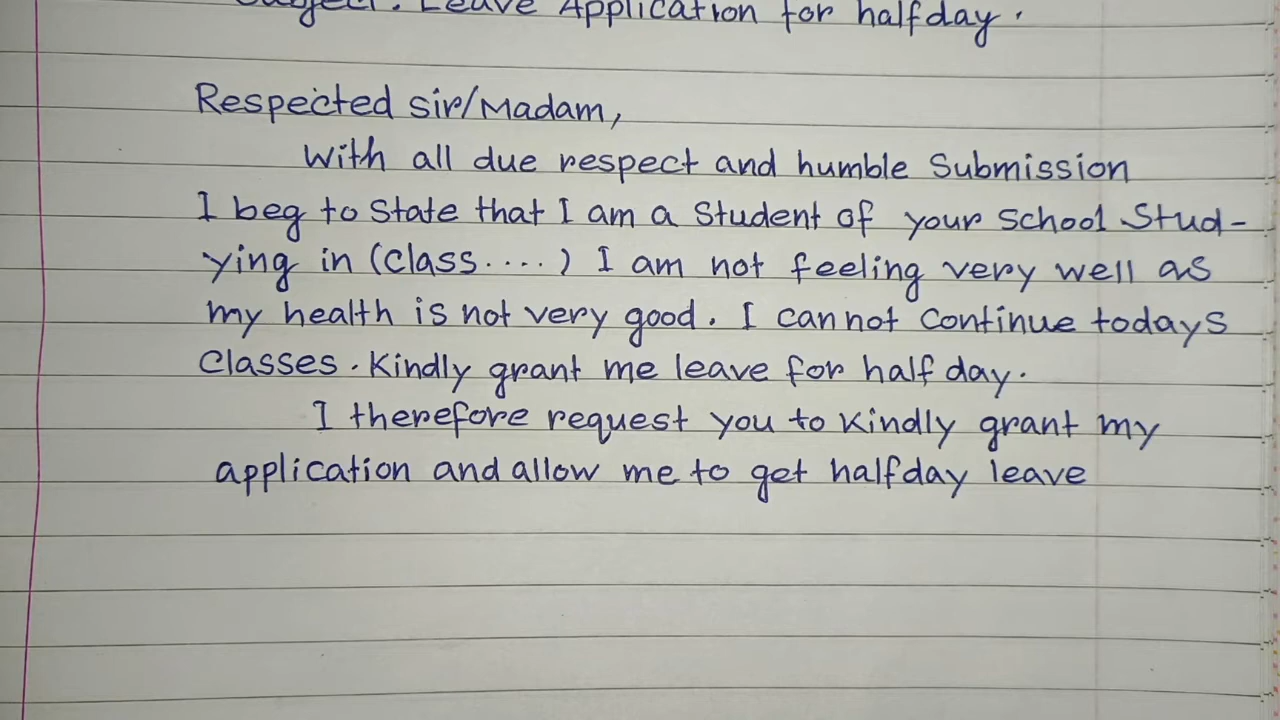 Subject: Leave Application for halfday.
Respected Sir/Madam,
With all due respect and humble Submission
I beg to State that I am a Student of your School Stud-
ying in (Class....) I am not feeling very well as
my health is not very good. I cannot Continue todays
Classes. Kindly grant me leave for half day.
I therefore request you to Kindly grant my
application and allow me to get halfday leave